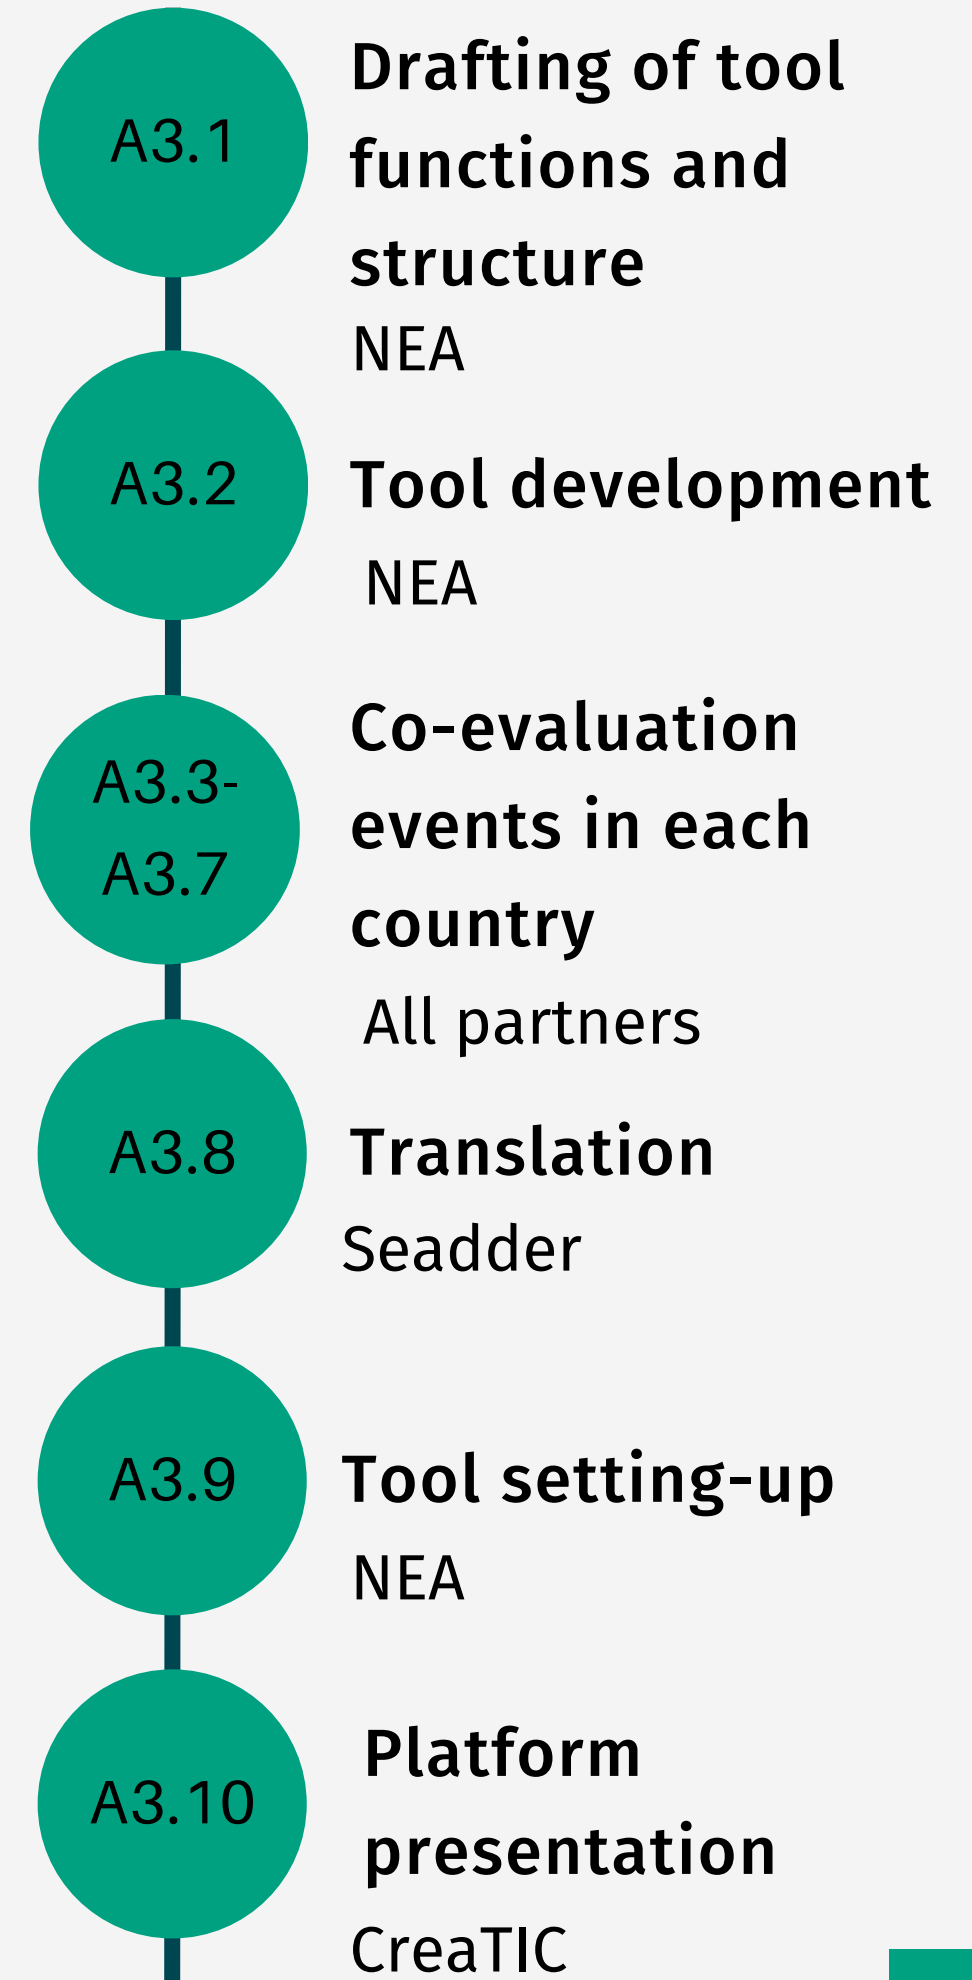 A3.1
Drafting of tool
functions and
structure
NEA
A3.2
Tool development
NEA
A3.3-
A3.7
Co-evaluation
events in each
country
All partners
A3.8
Translation
Seadder
A3.9
Tool setting-up
NEA
A3.10
Platform
presentation
CreaTIC